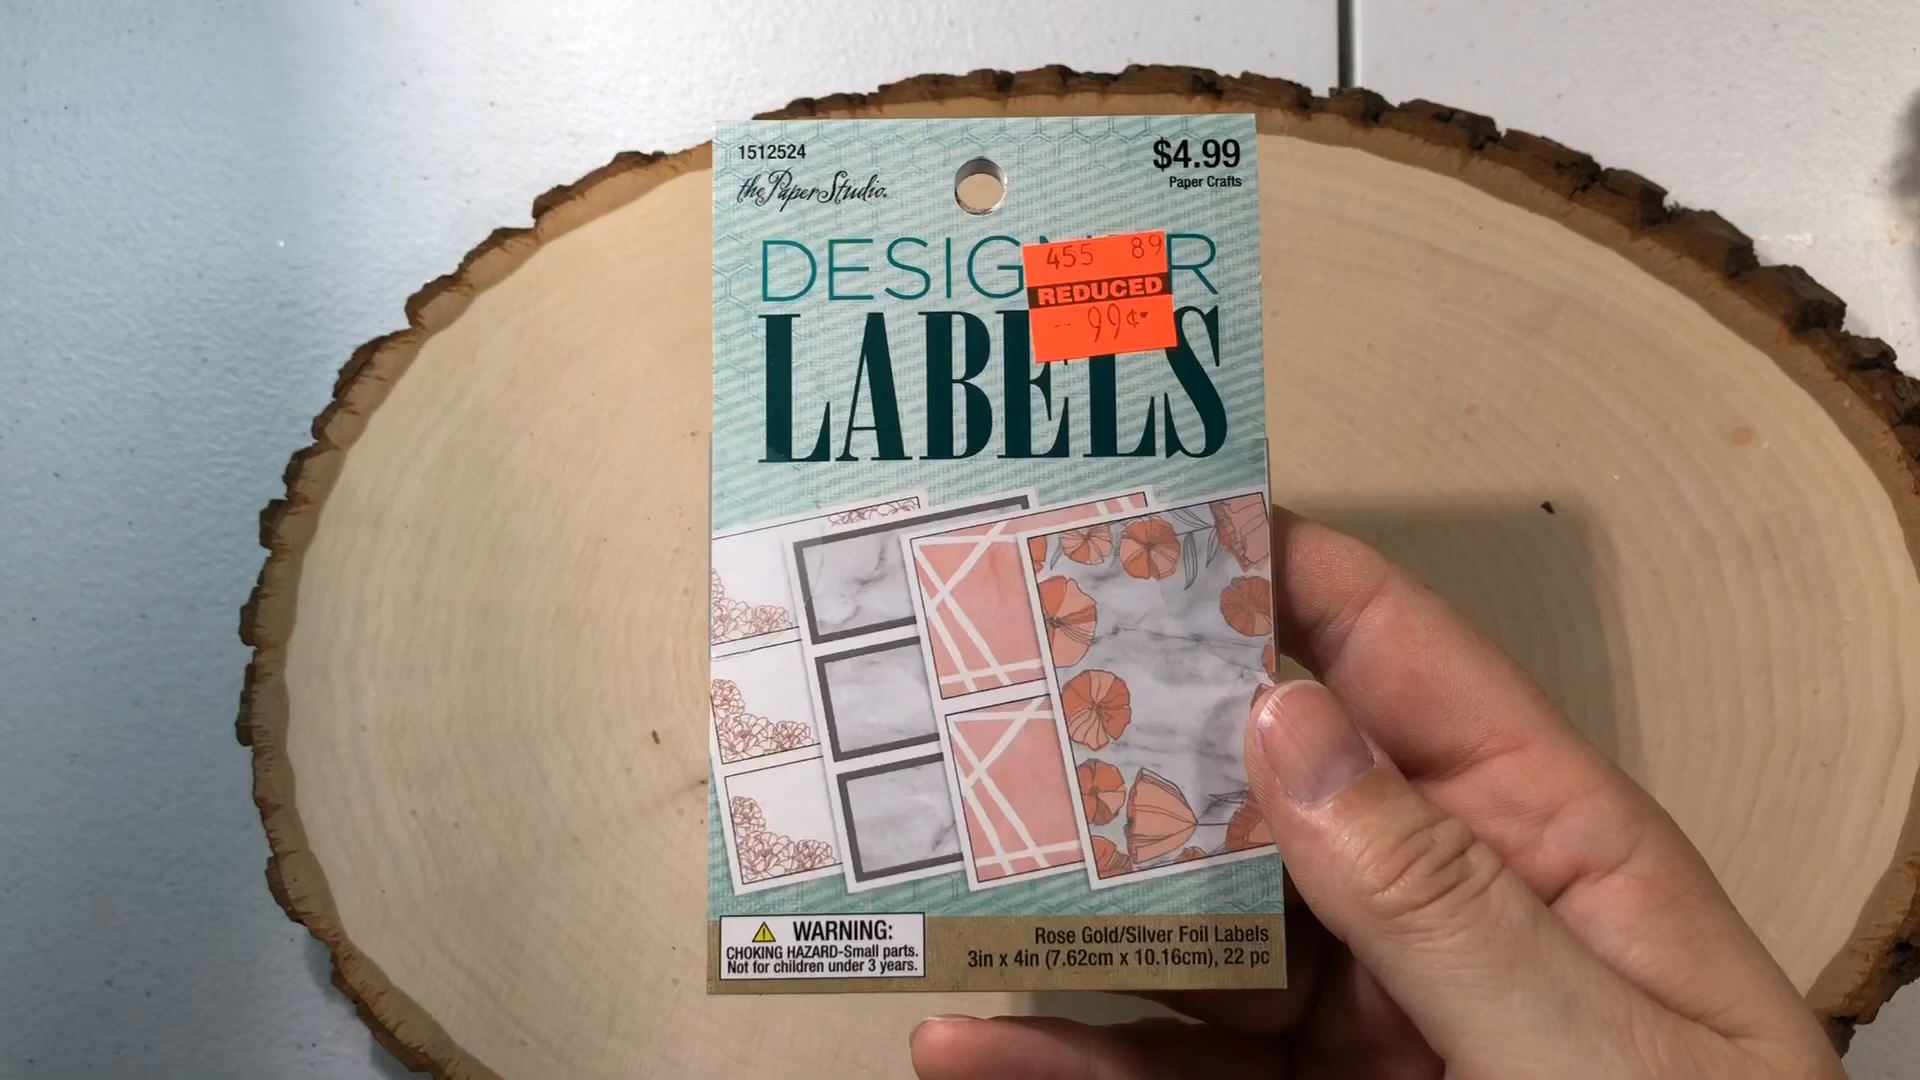 1512524
$4.99
the Paper Studio.
Paper Crafts
455 89
REDUCED
99¢
LABELS
WARNING:
CHOKING HAZARD-Small parts.
Not for children under 3 years.
Rose Gold/Silver Foil Labels
3in x 4in (7.62cm x 10.16cm), 22 pc